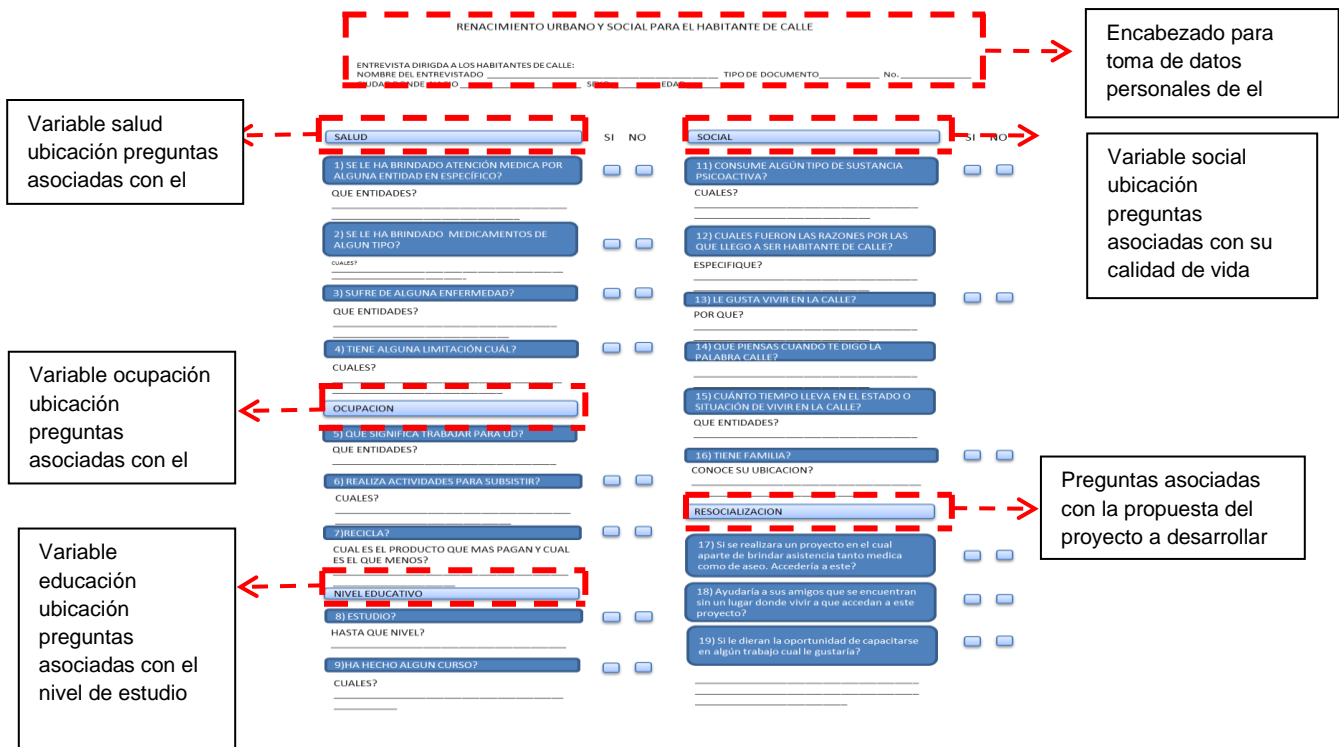 RENACIMIENTO URBANO Y SOCIAL PARA EL HABITANTE DE CALLE
ENTREVISTA DIRIGDA A LOS HABITANTES DE CALLE:
NOMBRE DEL ENTREVISTADO TIPO DE DOCUMENTO No.
CIUDAD DONDE EDAD
Encabezado para
toma de datos
personales de el
Variable salud
ubicación preguntas
asociadas con el
SALUD
SI NO
1) SE LE HA BRINDADO ATENCIÓN MEDICA POR
ALGUNA ENTIDAD EN ESPECÍFICO?
QUE ENTIDADES?
2) SE LE HA BRINDADO MEDICAMENTOS DE
ALGUN TIPO?
CUALES?
3) SUFRE DE ALGUNA ENFERMEDAD?
QUE ENTIDADES?
4) TIENE ALGUNA LIMITACIÓN CUÁL?
CUALES?
Variable ocupación
ubicación
preguntas
asociadas con el
OCUPACION
5) QUE SIGNIFICA TRABAJAR PARA UD?
QUE ENTIDADES?
6) REALIZA ACTIVIDADES PARA SUBSISTIR?
CUALES?
7)RECICLA?
CUAL ES EL PRODUCTO QUE MAS PAGAN Y CUAL
ES EL QUE MENOS?
Variable
educación
ubicación
preguntas
asociadas con el
nivel de estudio
NIVEL EDUCATIVO
8) ESTUDIO?
HASTA QUE NIVEL?
9)HA HECHO ALGUN CURSO?
CUALES?
SOCIAL
SI NO
Variable social
ubicación
preguntas
asociadas con su
calidad de vida
11) CONSUME ALGÚN TIPO DE SUSTANCIA
PSICOACTIVA?
CUALES?
12) CUALES FUERON LAS RAZONES POR LAS
QUE LLEGO A SER HABITANTE DE CALLE?
ESPECIFIQUE?
13) LE GUSTA VIVIR EN LA CALLE?
POR QUE?
14) QUE PIENSAS CUANDO TE DIGO LA
PALABRA CALLE?
15) CUÁNTO TIEMPO LLEVA EN EL ESTADO O
SITUACIÓN DE VIVIR EN LA CALLE?
QUE ENTIDADES?
16) TIENE FAMILIA?
CONOCE SU UBICACION?
RESOCIALIZACION
Preguntas asociadas
con la propuesta del
proyecto a desarrollar
17) Si se realizara un proyecto en el cual
aparte de brindar asistencia tanto medica
como de aseo. Accedería a este?
18) Ayudaría a sus amigos que se encuentran
sin un lugar donde vivir a que accedan a este
proyecto?
19) Si le dieran la oportunidad de capacitarse
en algún trabajo cual le gustaría?